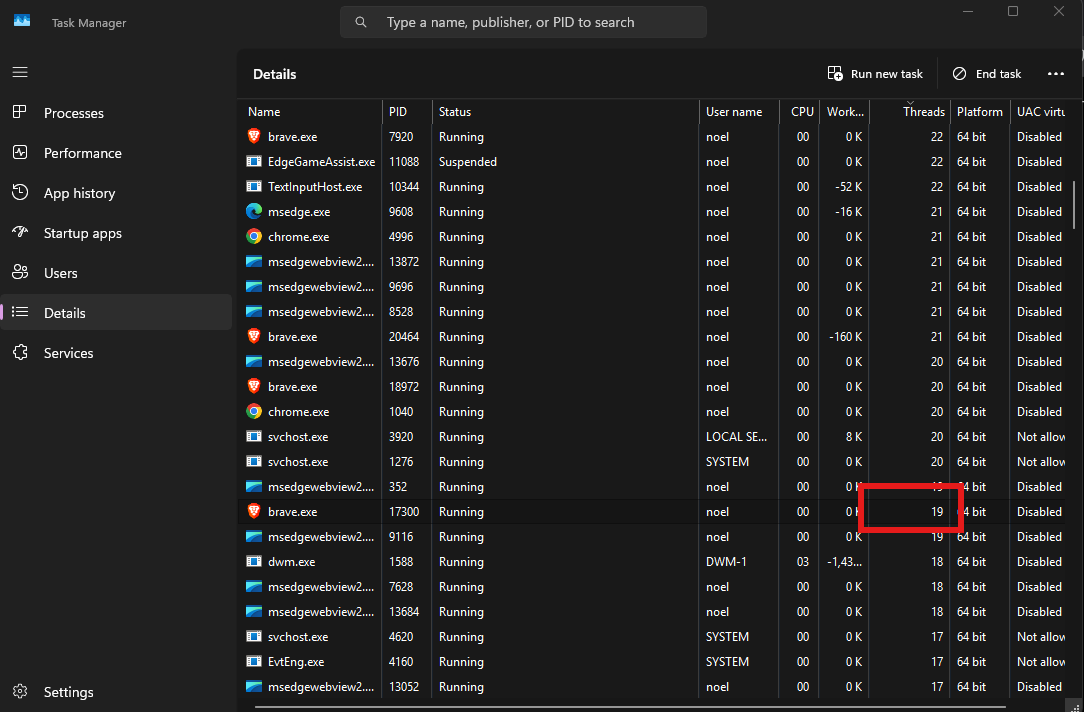 Task Manager
Type a name, publisher, or PID to search
Details Run new task End task
Processes
Performance
App history
Startup apps
Users
Details
Services
Settings
Name PID Status User name CPU Work... Threads Platform UAC virtu
brave.exe 7920 Running noel 00 0 K 22 64 bit Disabled
EdgeGameAssist.exe 11088 Suspended noel 00 0 K 22 64 bit Disabled
TextInputHost.exe 10344 Running noel 00 -52 K 22 64 bit Disabled
msedge.exe 9608 Running noel 00 -16 K 21 64 bit Disabled
chrome.exe 4996 Running noel 00 0 K 21 64 bit Disabled
msedgewebview2.... 13872 Running noel 00 0 K 21 64 bit Disabled
msedgewebview2.... 9696 Running noel 00 0 K 21 64 bit Disabled
msedgewebview2.... 8528 Running noel 00 0 K 21 64 bit Disabled
brave.exe 20464 Running noel 00 -160 K 21 64 bit Disabled
msedgewebview2.... 13676 Running noel 00 0 K 20 64 bit Disabled
brave.exe 18972 Running noel 00 0 K 20 64 bit Disabled
chrome.exe 1040 Running noel 00 0 K 20 64 bit Disabled
svchost.exe 3920 Running LOCAL SE... 00 8 K 20 64 bit Not allow
svchost.exe 1276 Running SYSTEM 00 0 K 20 64 bit Not allow
msedgewebview2.... 352 Running noel 00 0 K 19 64 bit Disabled
brave.exe 17300 Running noel 00 0 K 19 64 bit Disabled
msedgewebview2.... 9116 Running noel 00 0 K 19 64 bit Disabled
dwm.exe 1588 Running DWM-1 03 -1,43... 18 64 bit Disabled
msedgewebview2.... 7628 Running noel 00 0 K 18 64 bit Disabled
msedgewebview2.... 13684 Running noel 00 0 K 18 64 bit Disabled
svchost.exe 4620 Running SYSTEM 00 0 K 17 64 bit Not allow
EvtEng.exe 4160 Running SYSTEM 00 0 K 17 64 bit Not allow
msedgewebview2.... 13052 Running noel 00 0 K 17 64 bit Disabled